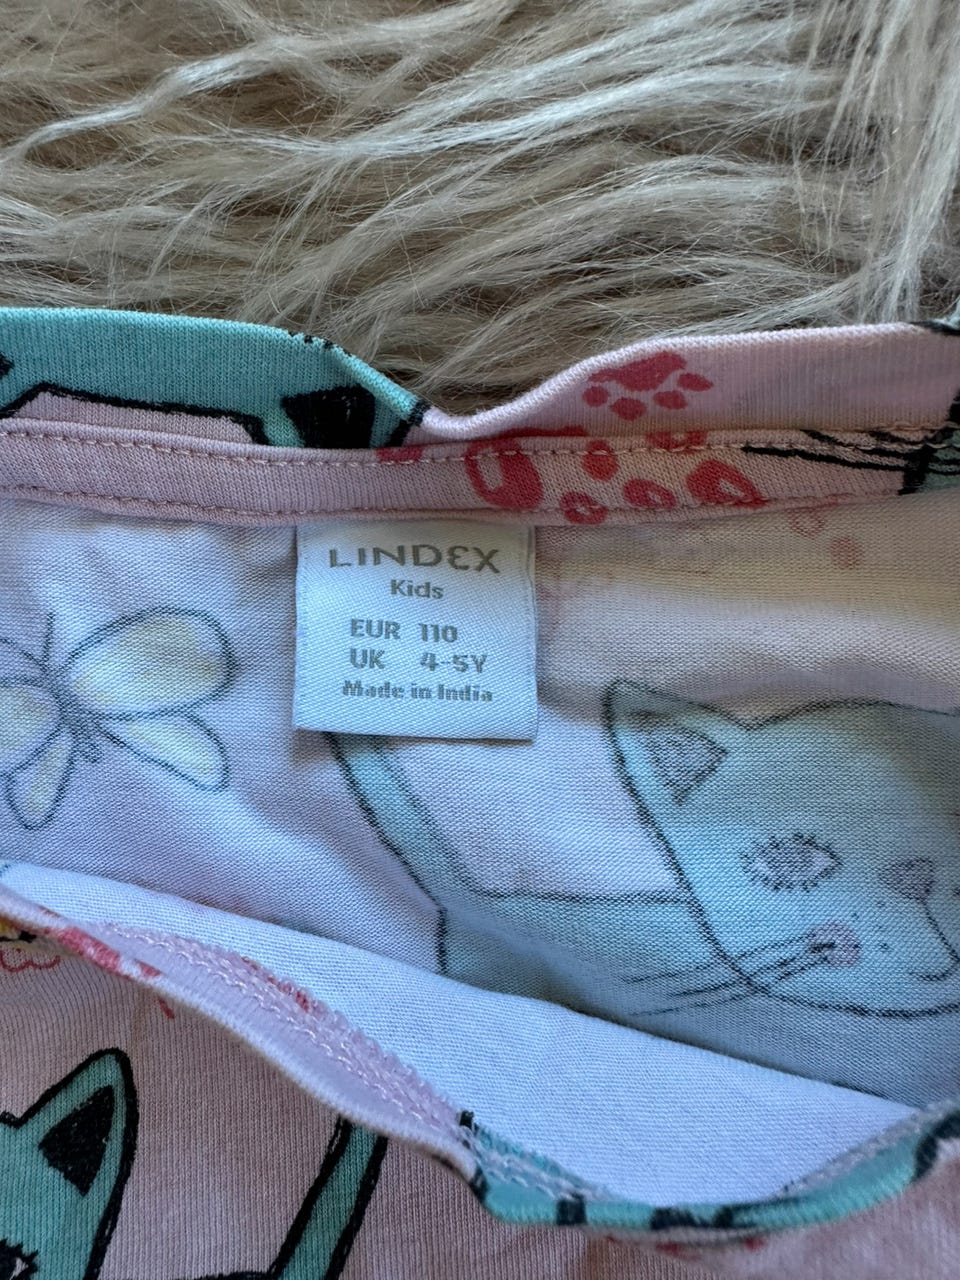 LINDEX
Kids
EUR 110
UK 4-5Y
Made in India